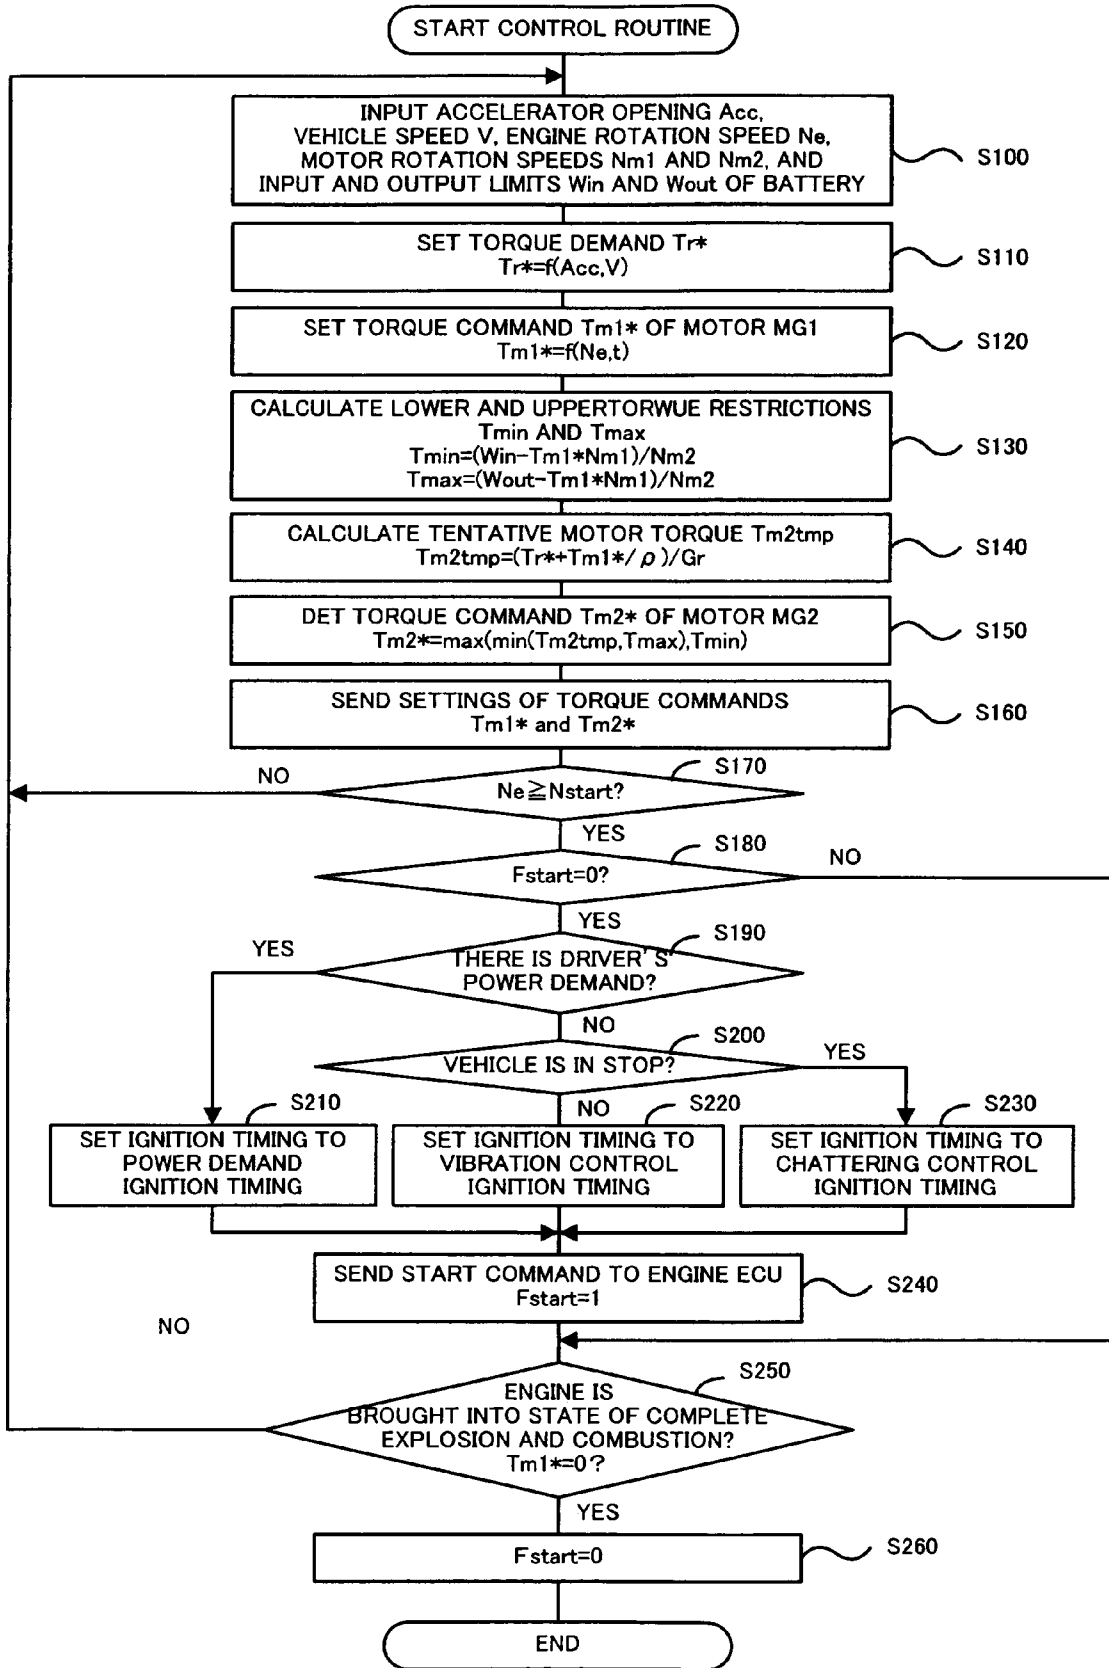 START CONTROL ROUTINE
INPUT ACCELERATOR OPENING Acc,
VEHICLE SPEED V, ENGINE ROTATION SPEED Ne,
MOTOR ROTATION SPEEDS Nm1 AND Nm2, AND
INPUT AND OUTPUT LIMITS Win AND Wout OF BATTERY
S100
SET TORQUE DEMAND Tr*
Tr*=f(Acc,V)
S110
SET TORQUE COMMAND Tm1* OF MOTOR MG1
Tm1*=f(Ne,t)
S120
CALCULATE LOWER AND UPPERTORWUE RESTRICTIONS
Tmin AND Tmax
Tmin=(Win-Tm1*Nm1)/Nm2
Tmax=(Wout-Tm1*Nm1)/Nm2
S130
CALCULATE TENTATIVE MOTOR TORQUE Tm2tmp
Tm2tmp=(Tr*+Tm1*/ρ)/Gr
S140
DET TORQUE COMMAND Tm2* OF MOTOR MG2
Tm2*=max(min(Tm2tmp,Tmax),Tmin)
S150
SEND SETTINGS OF TORQUE COMMANDS
Tm1* and Tm2*
S160
S170
NO
Ne≧Nstart?
YES
S180
NO
Fstart=0?
YES
S190
YES
THERE IS DRIVER'S
POWER DEMAND?
NO
S200
YES
VEHICLE IS IN STOP?
NO
S210
S220
S230
SET IGNITION TIMING TO
POWER DEMAND
IGNITION TIMING
SET IGNITION TIMING TO
VIBRATION CONTROL
IGNITION TIMING
SET IGNITION TIMING TO
CHATTERING CONTROL
IGNITION TIMING
SEND START COMMAND TO ENGINE ECU
Fstart=1
S240
NO
S250
ENGINE IS
BROUGHT INTO STATE OF COMPLETE
EXPLOSION AND COMBUSTION?
Tm1*=0?
YES
Fstart=0
S260
END